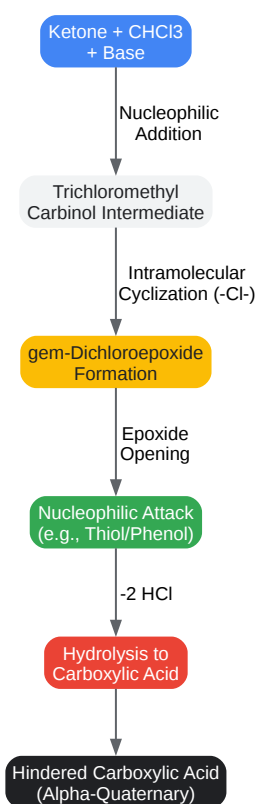 Ketone + CHCl3
+ Base
Nucleophilic
Addition
Trichloromethyl
Carbinol Intermediate
Intramolecular
Cyclization (-Cl-)
gem-Dichloroepoxide
Formation
Epoxide
Opening
Nucleophilic Attack
(e.g., Thiol/Phenol)
-2 HCl
Hydrolysis to
Carboxylic Acid
Hindered Carboxylic Acid
(Alpha-Quaternary)